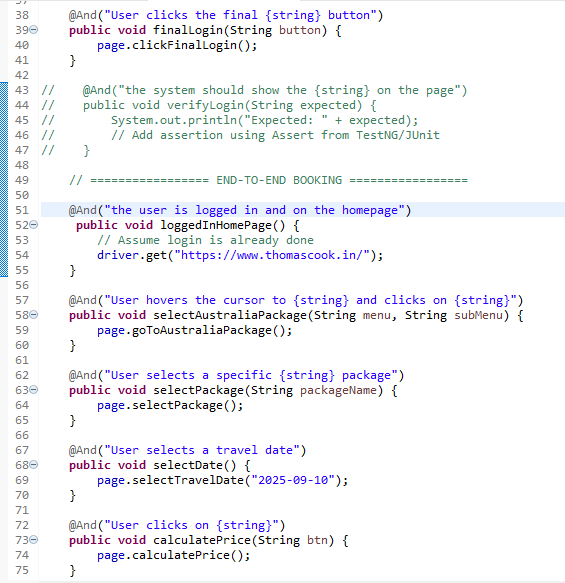 38 @And("User clicks the final {string} button")
39 public void finalLogin(String button) {
40 page.clickFinalLogin();
41 }
42
43 // @And("the system should show the {string} on the page")
44 // public void verifyLogin(String expected) {
45 // System.out.println("Expected: " + expected);
46 // // Add assertion using Assert from TestNG/JUnit
47 // }
48
49 // ================= END-TO-END BOOKING =================
50
51 @And("the user is logged in and on the homepage")
52 public void loggedInHomePage() {
53 // Assume login is already done
54 driver.get("https://www.thomascook.in/");
55 }
56
57 @And("User hovers the cursor to {string} and clicks on {string}")
58 public void selectAustraliaPackage(String menu, String subMenu) {
59 page.goToAustraliaPackage();
60 }
61
62 @And("User selects a specific {string} package")
63 public void selectPackage(String packageName) {
64 page.selectPackage();
65 }
66
67 @And("User selects a travel date")
68 public void selectDate() {
69 page.selectTravelDate("2025-09-10");
70 }
71
72 @And("User clicks on {string}")
73 public void calculatePrice(String btn) {
74 page.calculatePrice();
75 }